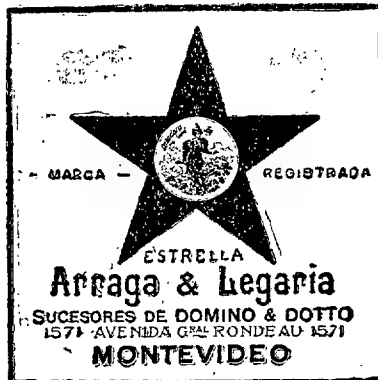 MARCA REGISTRADA
ESTRELLA
Arraga & Legaria
SUCESORES DE DOMINO & DOTTO
1571 AVENIDA GRAL RONDEAU 1571
MONTEVIDEO